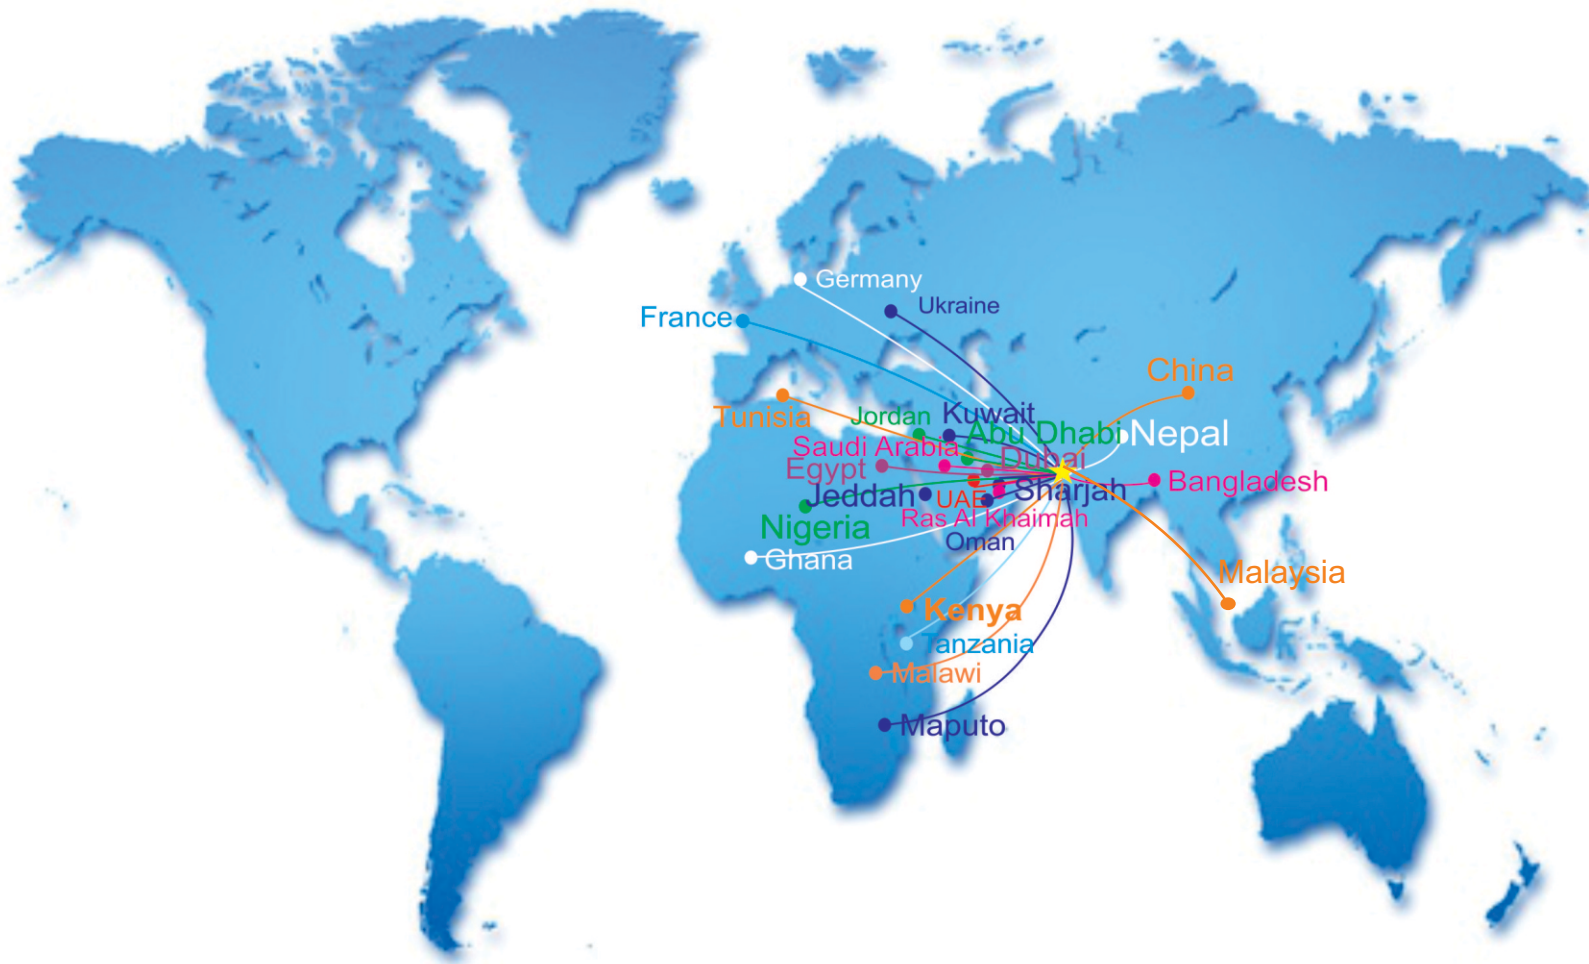 Germany
Ukraine
France
China
Tunisia
Jordan
Kuwait
Abu Dhabi
Nepal
Saudi Arabia
Dubai
Egypt
Bangladesh
Jeddah
UAE
Sharjah
Ras Al Khaimah
Nigeria
Oman
Ghana
Malaysia
Kenya
Tanzania
Malawi
Maputo